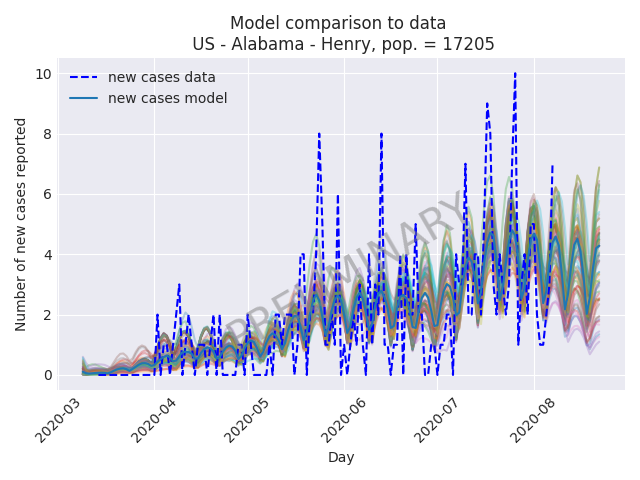 Model comparison to data
US - Alabama - Henry, pop. = 17205
10
8
6
4
2
0
Number of new cases reported
new cases data
new cases model
PRELIMINARY
2020-03
2020-04
2020-05
2020-06
2020-07
2020-08
Day